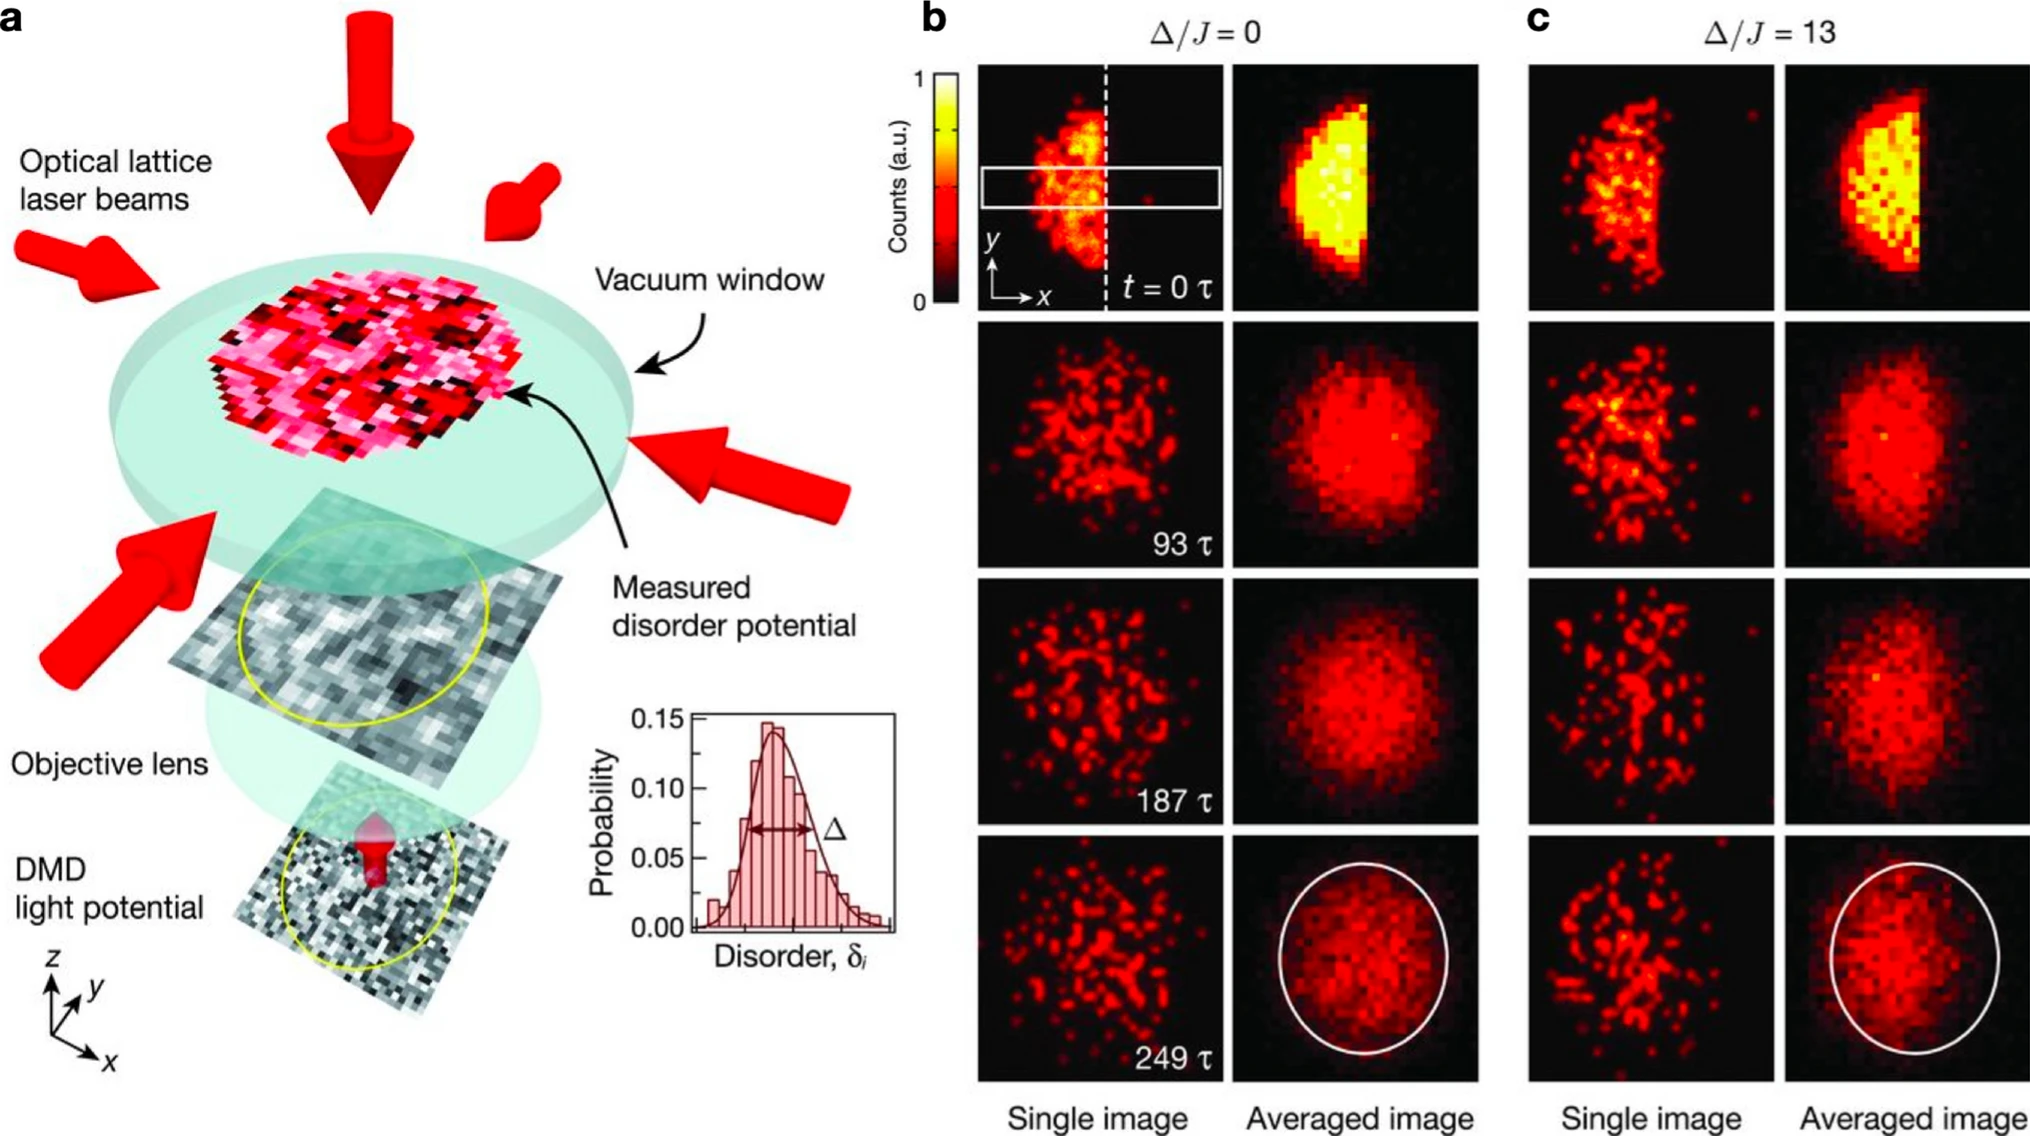 a
Optical lattice
laser beams
Vacuum window
Measured
disorder potential
Objective lens
DMD
light potential
z
y
x
Probability
0.15
0.10
0.05
0.00
Δ
Disorder, δi
b
Δ/J = 0
Counts (a.u.)
1
0
y
x
t = 0 τ
93 τ
187 τ
249 τ
Single image
Averaged image
c
Δ/J = 13
Single image
Averaged image